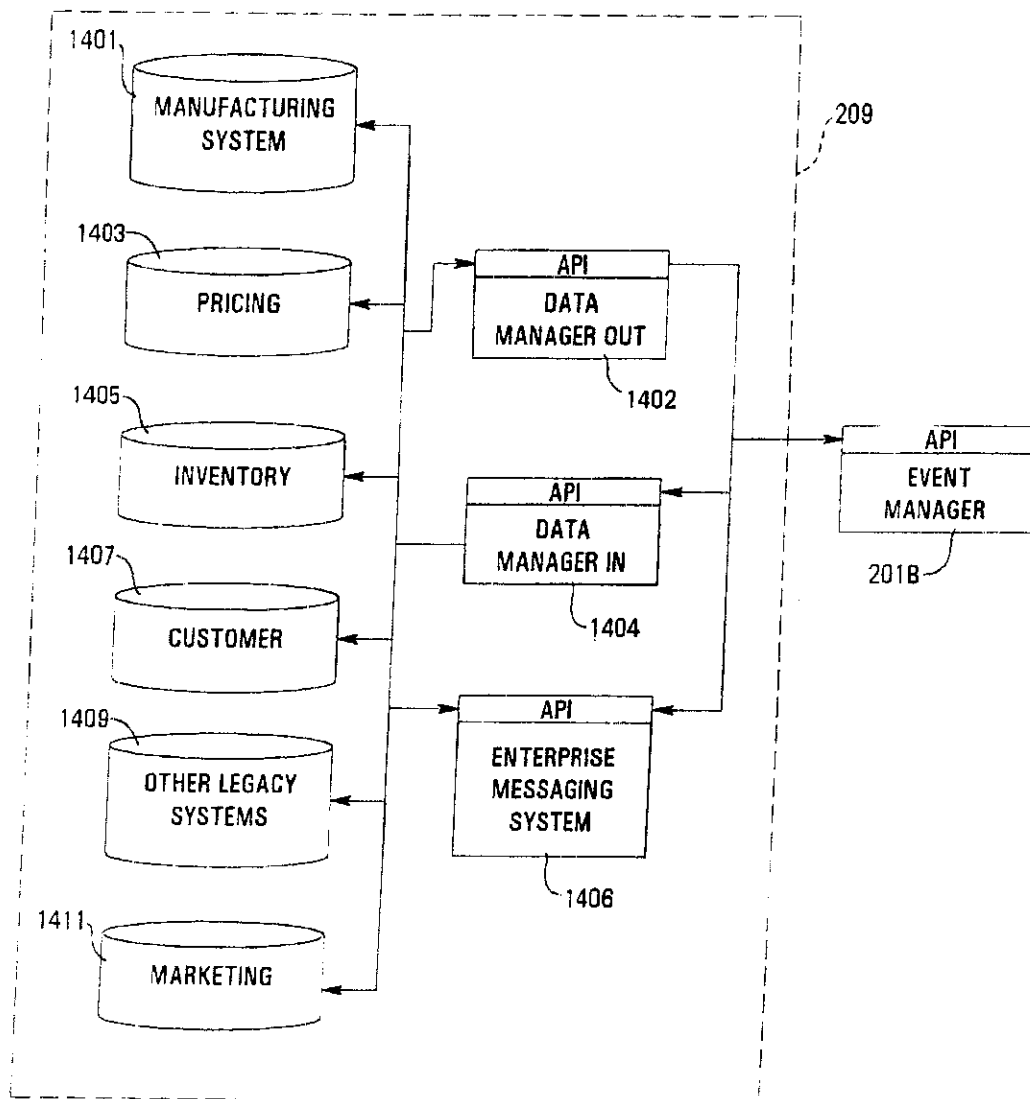 1401
MANUFACTURING
SYSTEM
209
1403
PRICING
API
DATA
MANAGER OUT
1402
1405
INVENTORY
API
DATA
MANAGER IN
1404
API
EVENT
MANAGER
201B
1407
CUSTOMER
1409
OTHER LEGACY
SYSTEMS
API
ENTERPRISE
MESSAGING
SYSTEM
1406
1411
MARKETING